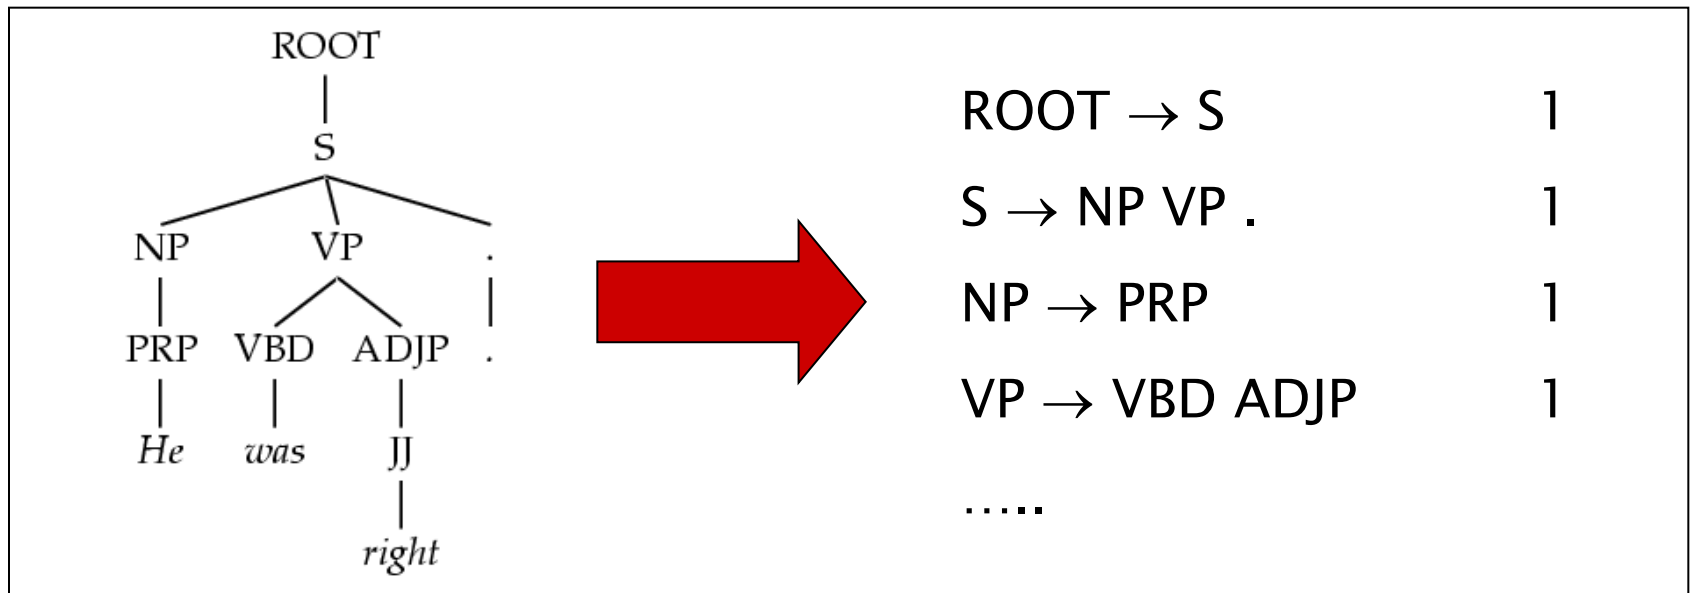 ROOT
S
NP VP .
PRP VBD ADJP .
He was JJ
right
ROOT → S 1
S → NP VP . 1
NP → PRP 1
VP → VBD ADJP 1
…..